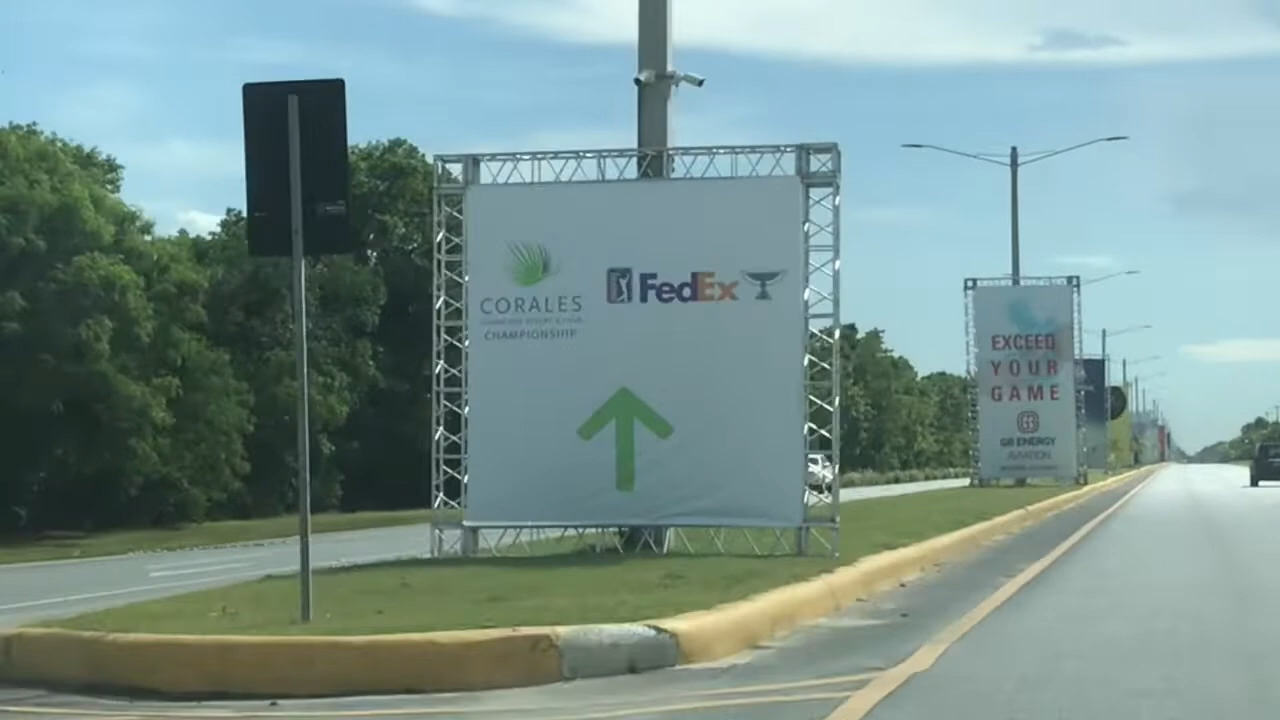 CORALES
CHAMPIONSHIP
FedEx
EXCEED
YOUR
GAME
GB ENERGY
AVIATION